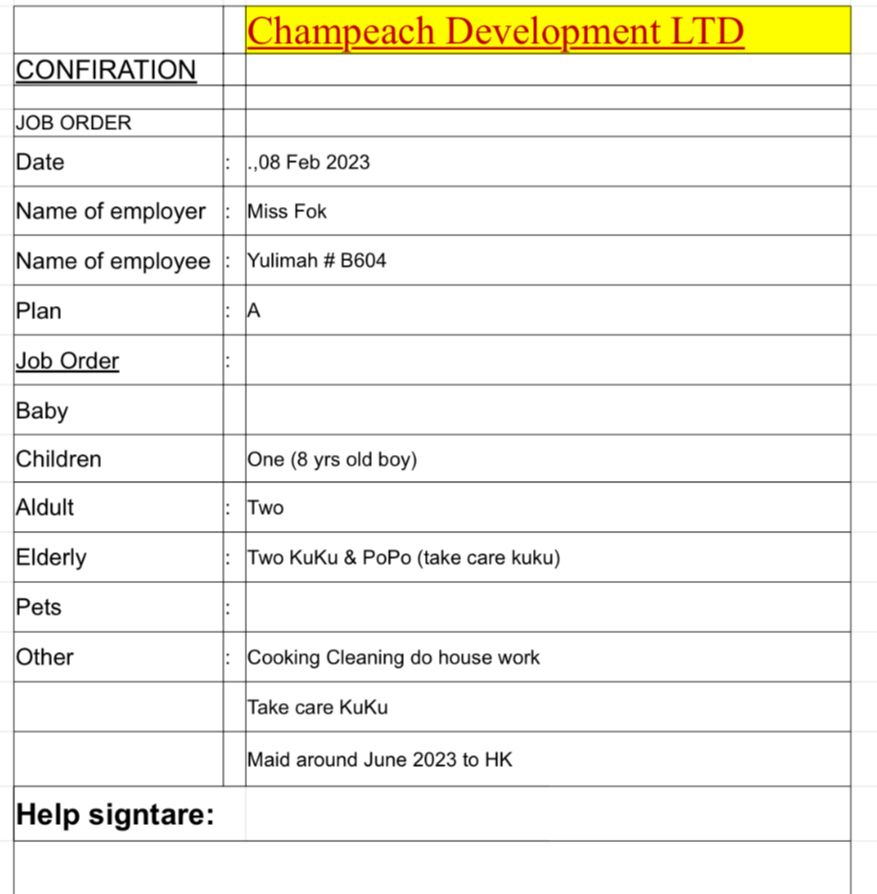 Champeach Development LTD
CONFIRATION
JOB ORDER
Date : .,08 Feb 2023
Name of employer : Miss Fok
Name of employee : Yulimah # B604
Plan : A
Job Order :
Baby
Children One (8 yrs old boy)
Aldult : Two
Elderly : Two KuKu & PoPo (take care kuku)
Pets :
Other : Cooking Cleaning do house work
Take care KuKu
Maid around June 2023 to HK
Help signtare: